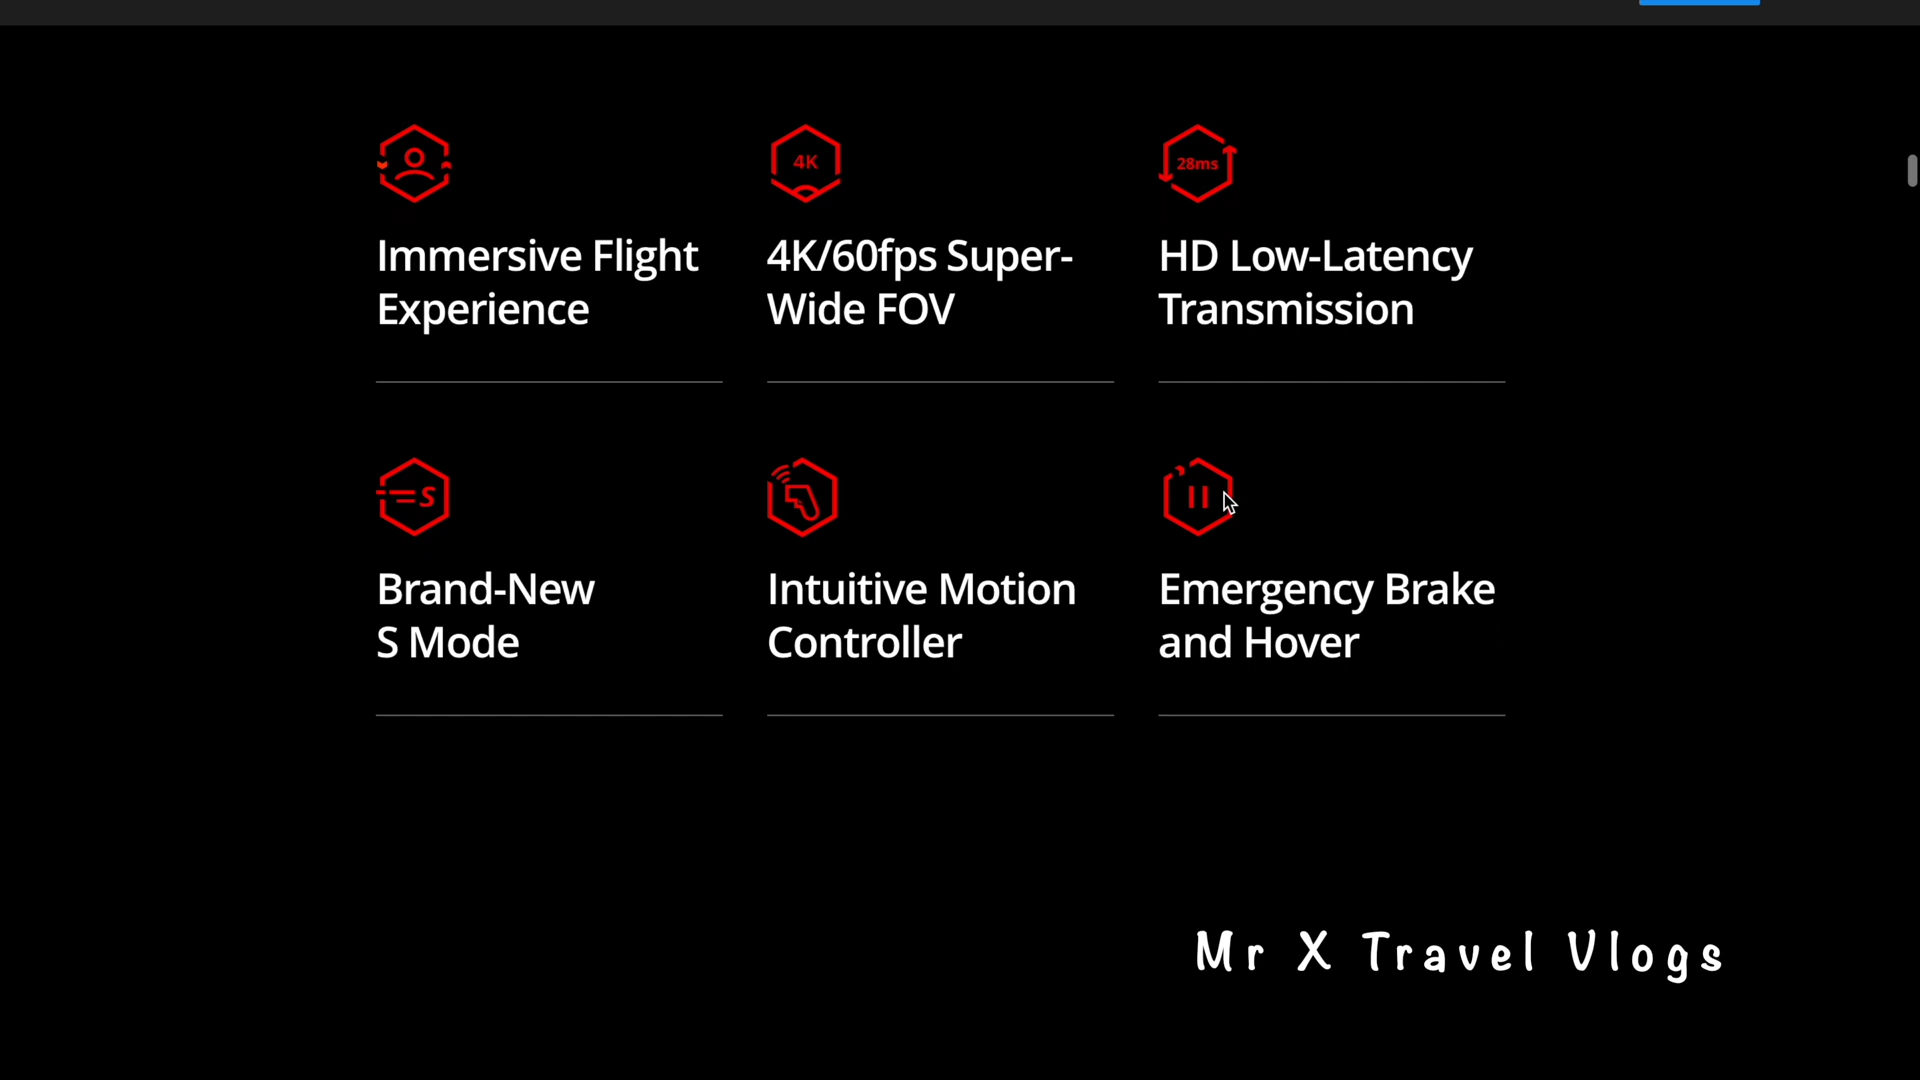 4K
28ms
Immersive Flight
Experience
4K/60fps Super-
Wide FOV
HD Low-Latency
Transmission
S
Brand-New
S Mode
Intuitive Motion
Controller
Emergency Brake
and Hover
Mr X Travel Vlogs